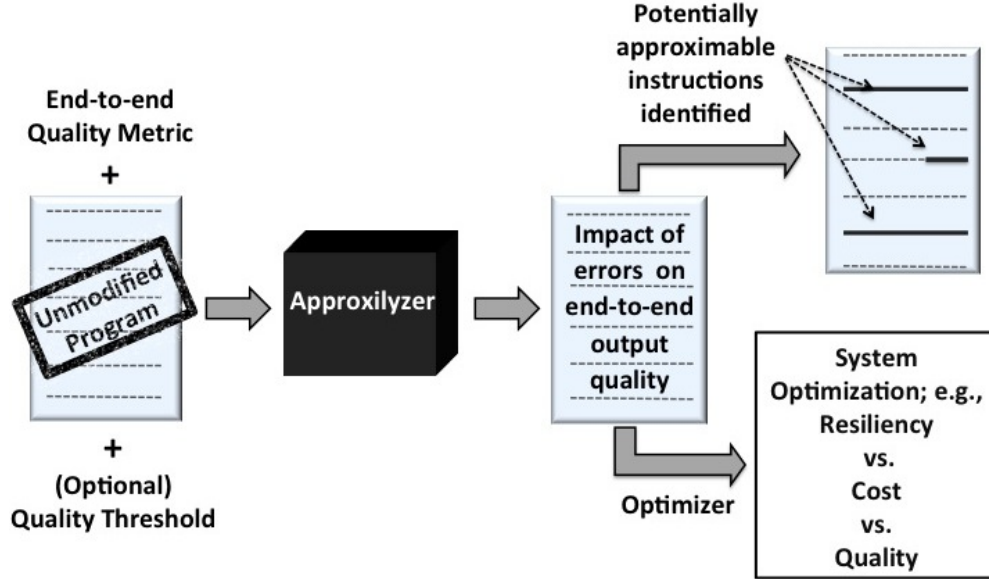 End-to-end
Quality Metric
+
Unmodified
Program
+
(Optional)
Quality Threshold
Approxilyzer
Impact of
errors on
end-to-end
output
quality
Potentially
approximable
instructions
identified
Optimizer
System
Optimization; e.g.,
Resiliency
vs.
Cost
vs.
Quality